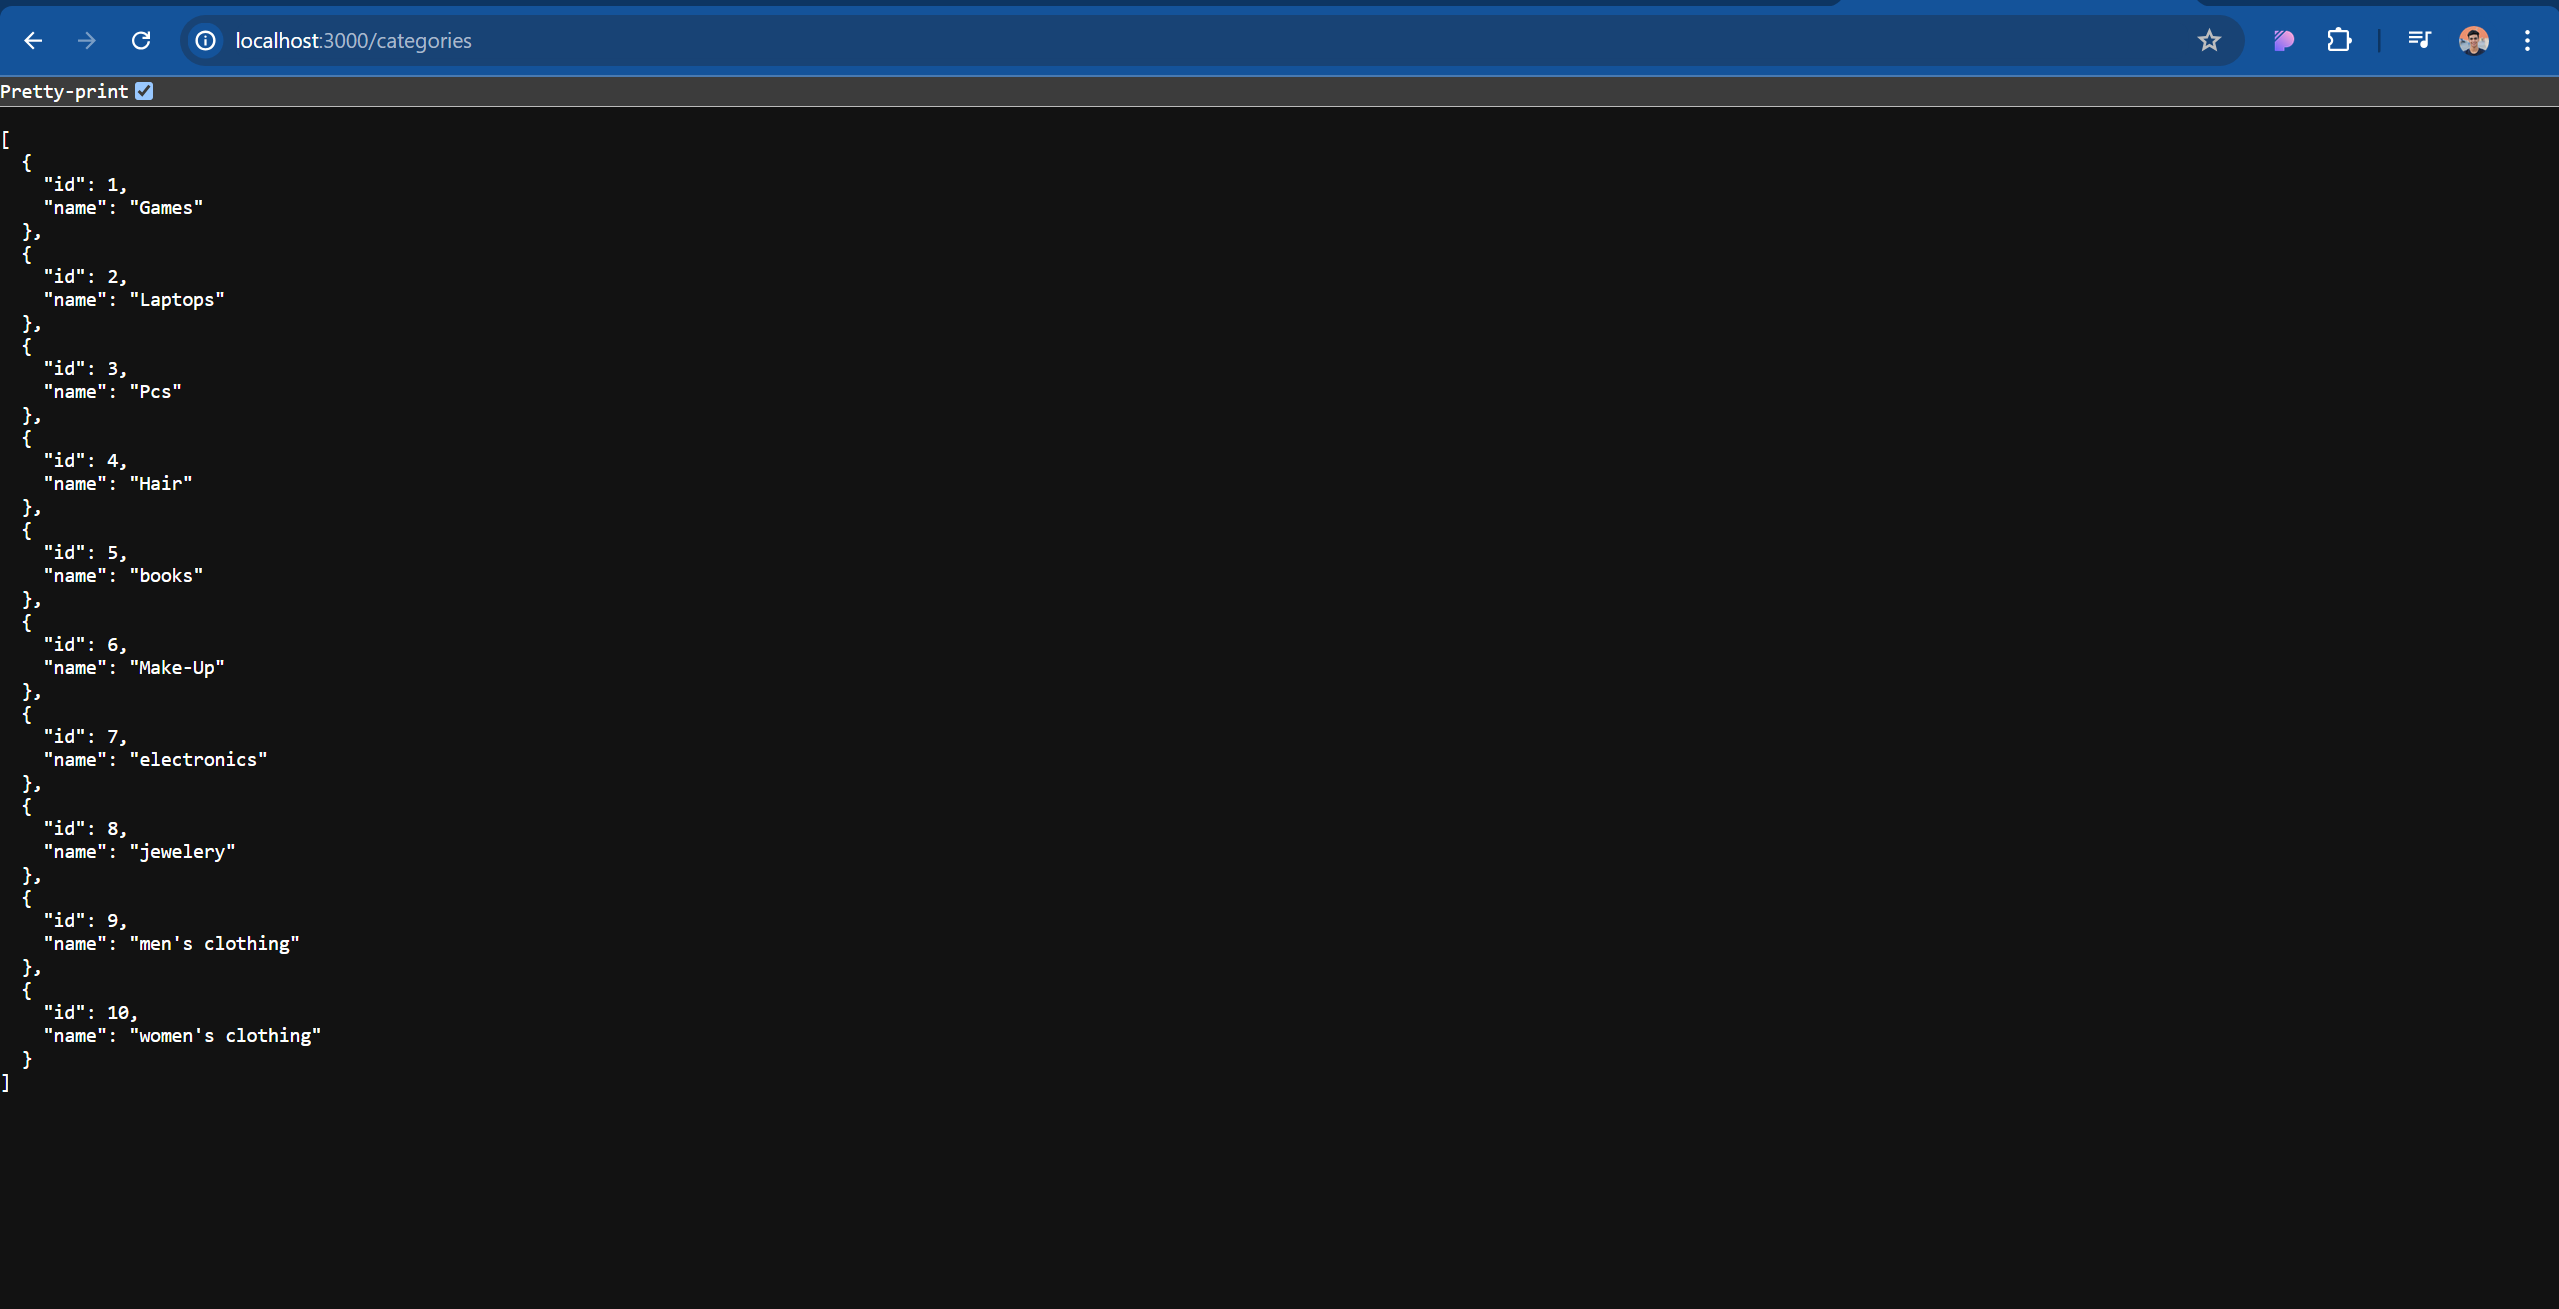 localhost:3000/categories
Pretty-print
[
  {
    "id": 1,
    "name": "Games"
  },
  {
    "id": 2,
    "name": "Laptops"
  },
  {
    "id": 3,
    "name": "Pcs"
  },
  {
    "id": 4,
    "name": "Hair"
  },
  {
    "id": 5,
    "name": "books"
  },
  {
    "id": 6,
    "name": "Make-Up"
  },
  {
    "id": 7,
    "name": "electronics"
  },
  {
    "id": 8,
    "name": "jewelery"
  },
  {
    "id": 9,
    "name": "men's clothing"
  },
  {
    "id": 10,
    "name": "women's clothing"
  }
]